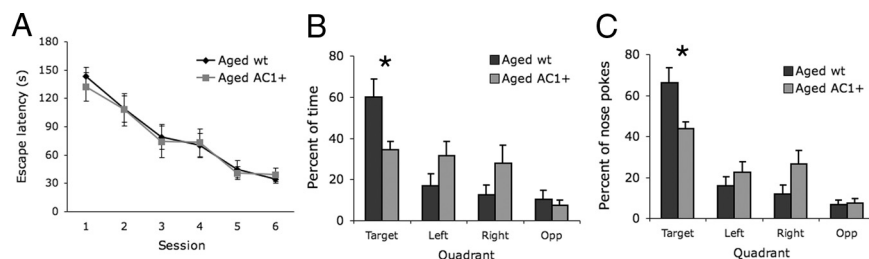 A
Escape latency (s)
180
150
120
90
60
30
0
1 2 3 4 5 6
Session
Aged wt
Aged AC1+
B
Percent of time
80
60
40
20
0
*
Aged wt
Aged AC1+
Target Left Right Opp
Quadrant
C
Percent of nose pokes
80
60
40
20
0
*
Aged wt
Aged AC1+
Target Left Right Opp
Quadrant